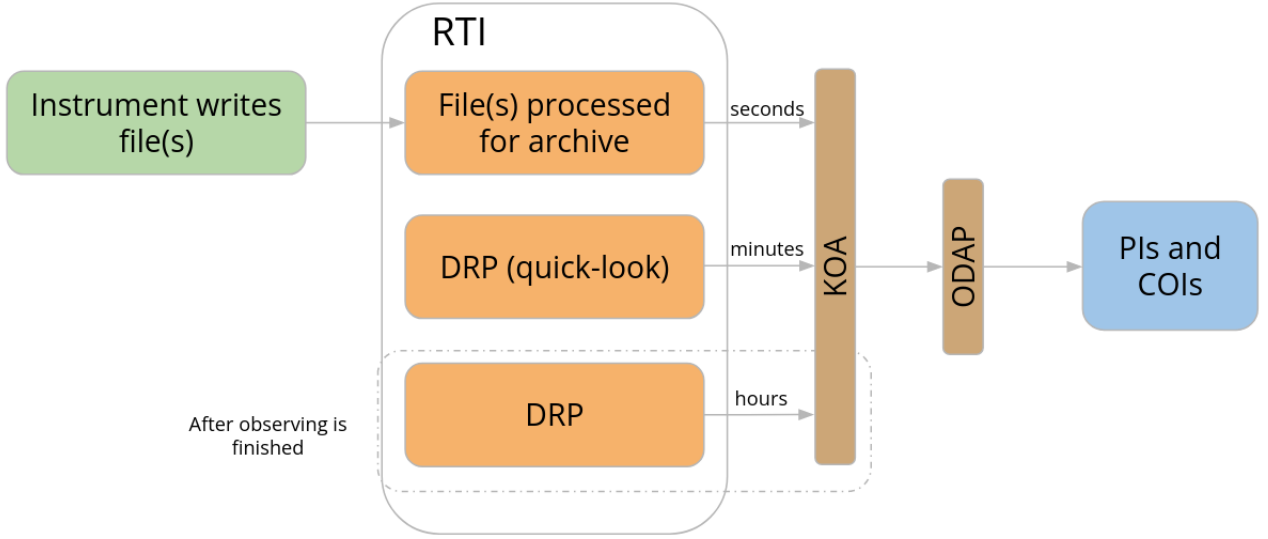 RTI
Instrument writes
file(s)
File(s) processed
for archive
seconds
DRP (quick-look)
minutes
KOA
ODAP
PIs and
COIs
After observing is
finished
DRP
hours